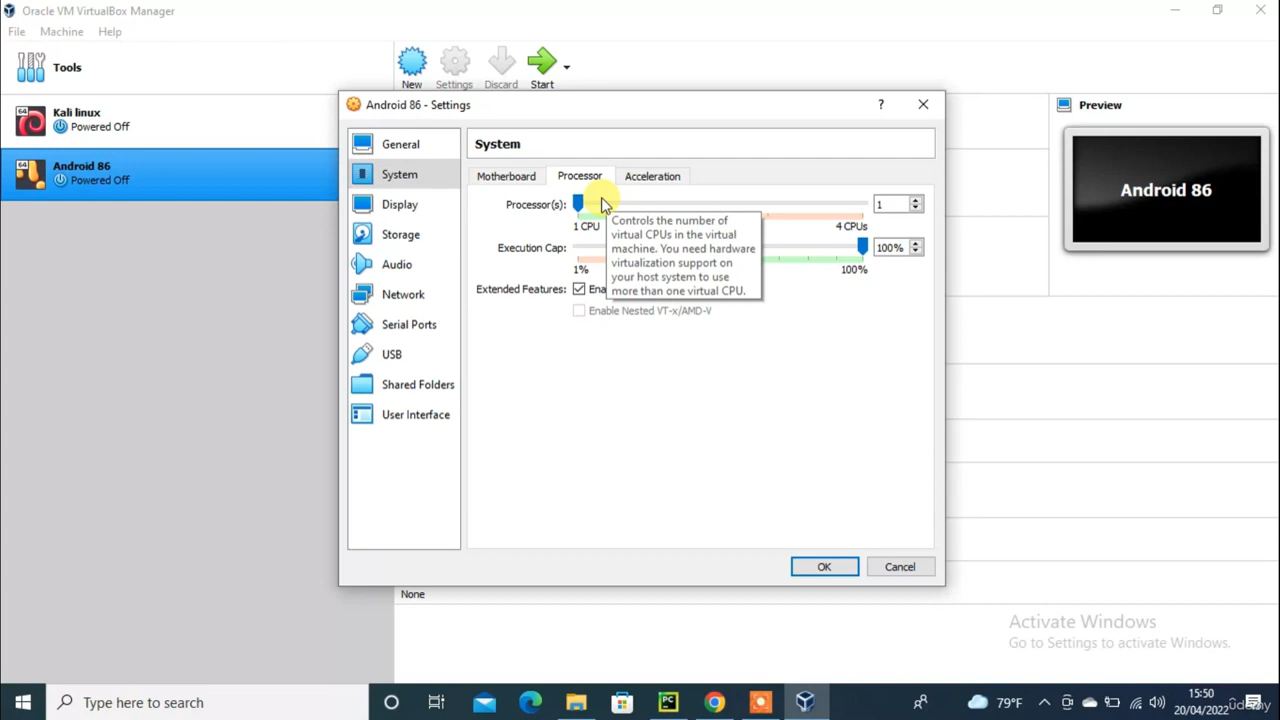 Oracle VM VirtualBox Manager
File Machine Help
Tools
New Settings Discard Start
64 Kali linux
Powered Off
64 Android 86
Powered Off
Android 86 - Settings
?
General
System
Display
Storage
Audio
Network
Serial Ports
USB
Shared Folders
User Interface
System
Motherboard Processor Acceleration
Processor(s): 1
1 CPU 4 CPUs
Execution Cap: 100%
1% 100%
Extended Features: Ena
Enable Nested VT-x/AMD-V
Controls the number of
virtual CPUs in the virtual
machine. You need hardware
virtualization support on
your host system to use
more than one virtual CPU.
OK Cancel
Preview
Android 86
None
Activate Windows
Go to Settings to activate Windows.
Type here to search
PC
79°F
15:50
20/04/2022
ûdemy